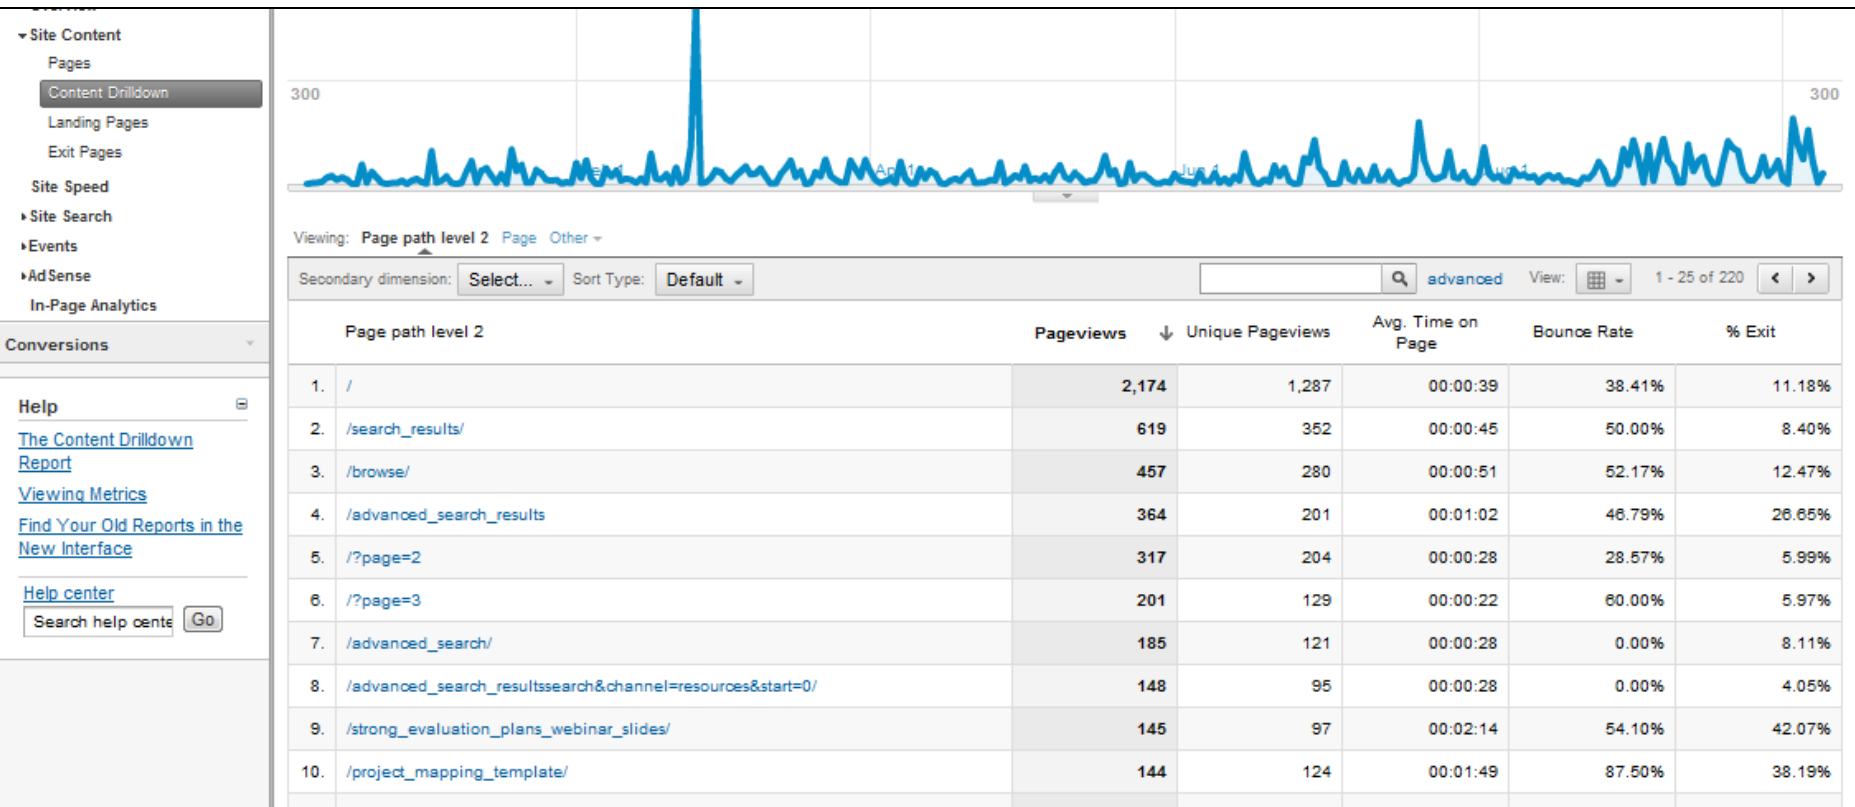 Site Content
Pages
Content Drilldown
Landing Pages
Exit Pages
Site Speed
Site Search
Events
AdSense
In-Page Analytics
Conversions
Help
The Content Drilldown
Report
Viewing Metrics
Find Your Old Reports in the
New Interface
Help center
Search help cente Go
300 300
Viewing: Page path level 2 Page Other
Secondary dimension: Select... Sort Type: Default advanced View: 1 - 25 of 220
Page path level 2 Pageviews Unique Pageviews Avg. Time on Page Bounce Rate % Exit
1. / 2,174 1,287 00:00:39 38.41% 11.18%
2. /search_results/ 619 352 00:00:45 50.00% 8.40%
3. /browse/ 457 280 00:00:51 52.17% 12.47%
4. /advanced_search_results 364 201 00:01:02 46.79% 26.65%
5. /?page=2 317 204 00:00:28 28.57% 5.99%
6. /?page=3 201 129 00:00:22 60.00% 5.97%
7. /advanced_search/ 185 121 00:00:28 0.00% 8.11%
8. /advanced_search_resultssearch&channel=resources&start=0/ 148 95 00:00:28 0.00% 4.05%
9. /strong_evaluation_plans_webinar_slides/ 145 97 00:02:14 54.10% 42.07%
10. /project_mapping_template/ 144 124 00:01:49 87.50% 38.19%